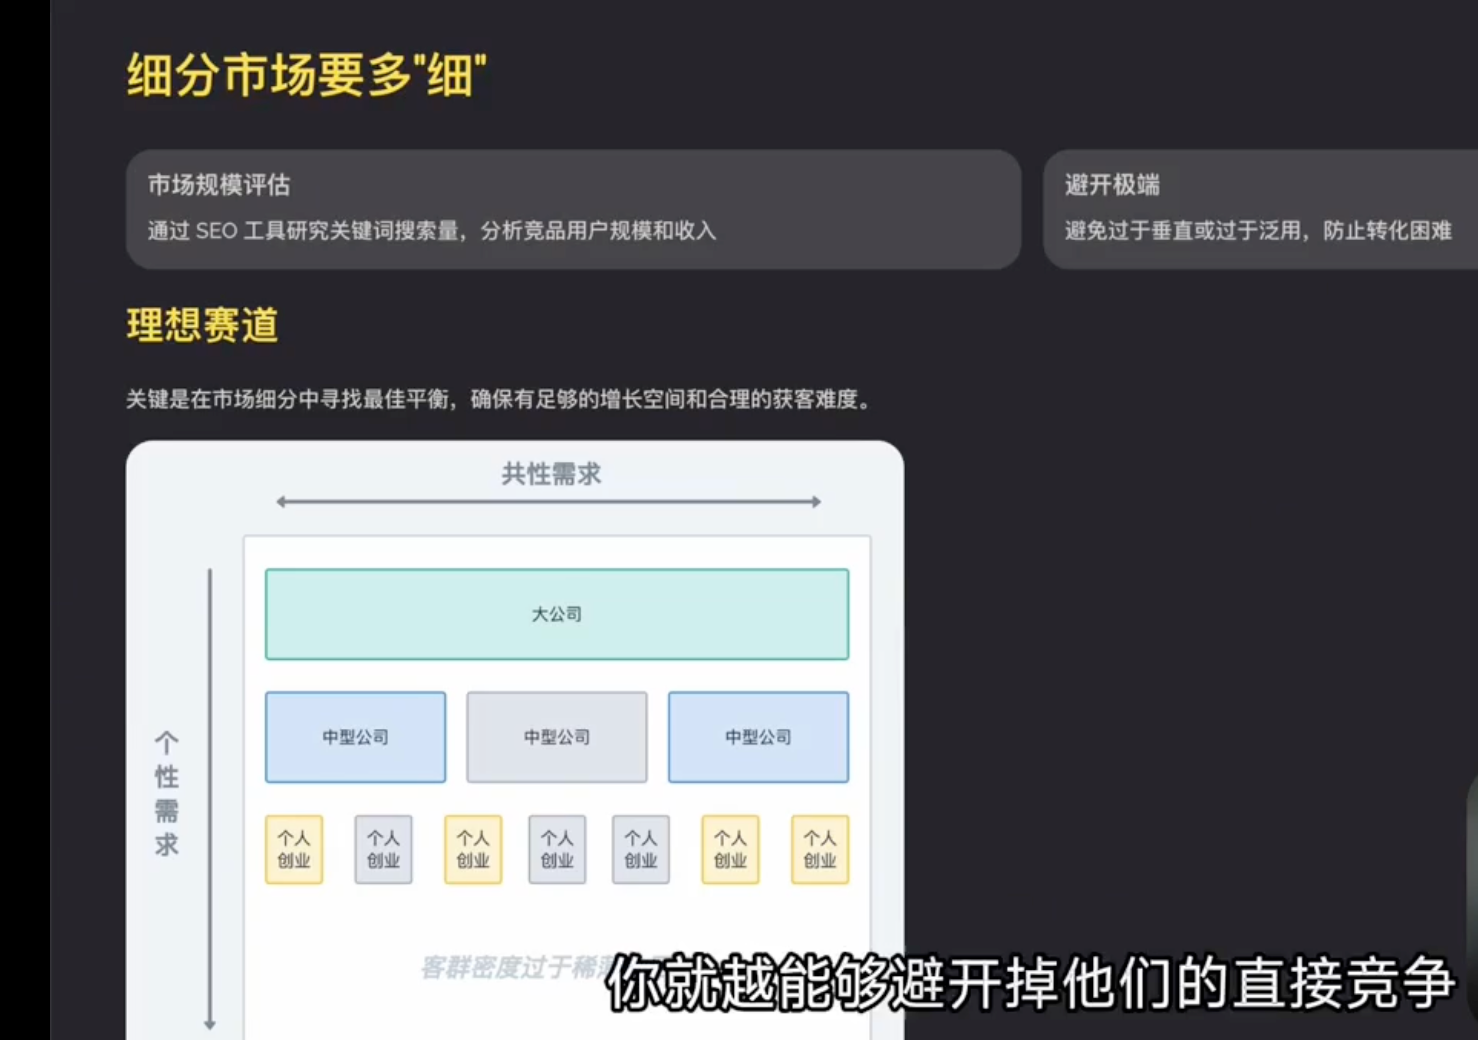 细分市场要多"细"
市场规模评估
通过 SEO 工具研究关键词搜索量，分析竞品用户规模和收入
避开极端
避免过于垂直或过于泛用，防止转化困难
理想赛道
关键是在市场细分中寻找最佳平衡，确保有足够的增长空间和合理的获客难度。
共性需求
个性需求
大公司
中型公司
中型公司
中型公司
个人创业
个人创业
个人创业
个人创业
个人创业
个人创业
个人创业
客群密度过于稀
你就越能够避开掉他们的直接竞争